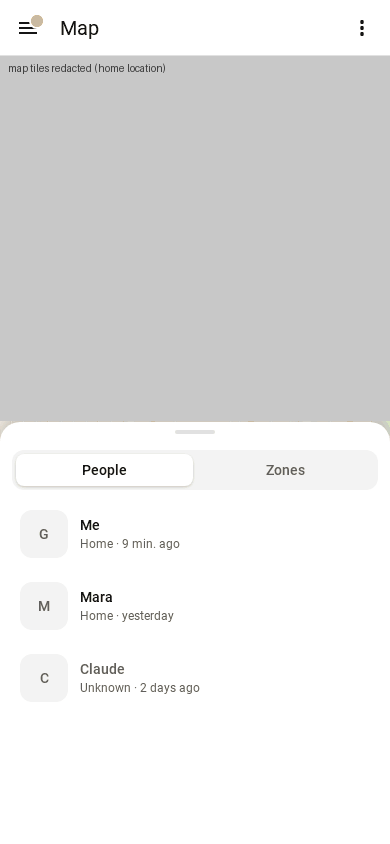 Map
map tiles redacted (home location)
People
Zones
G
Me
Home · 9 min. ago
M
Mara
Home · yesterday
C
Claude
Unknown · 2 days ago